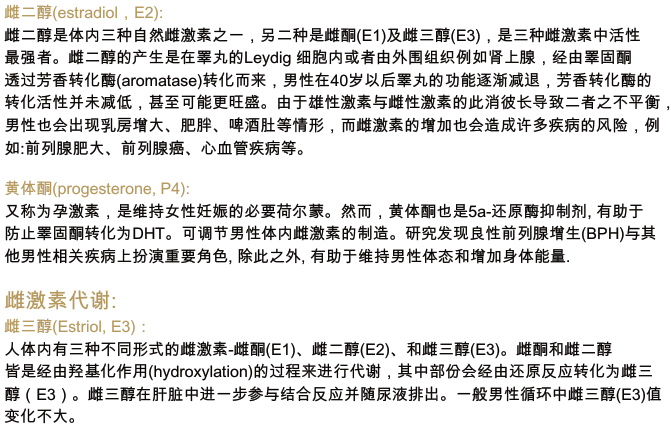 雌二醇(estradiol，E2):
雌二醇是体内三种自然雌激素之一，另二种是雌酮(E1)及雌三醇(E3)，是三种雌激素中活性
最强者。雌二醇的产生是在睾丸的Leydig 细胞内或者由外围组织例如肾上腺，经由睾固酮
透过芳香转化酶(aromatase)转化而来，男性在40岁以后睾丸的功能逐渐减退，芳香转化酶的
转化活性并未减低，甚至可能更旺盛。由于雄性激素与雌性激素的此消彼长导致二者之不平衡，
男性也会出现乳房增大、肥胖、啤酒肚等情形，而雌激素的增加也会造成许多疾病的风险，例
如:前列腺肥大、前列腺癌、心血管疾病等。
黄体酮(progesterone, P4):
又称为孕激素，是维持女性妊娠的必要荷尔蒙。然而，黄体酮也是5a-还原酶抑制剂, 有助于
防止睾固酮转化为DHT。可调节男性体内雌激素的制造。研究发现良性前列腺增生(BPH)与其
他男性相关疾病上扮演重要角色, 除此之外, 有助于维持男性体态和增加身体能量.
雌激素代谢:
雌三醇(Estriol, E3)：
人体内有三种不同形式的雌激素-雌酮(E1)、雌二醇(E2)、和雌三醇(E3)。雌酮和雌二醇
皆是经由羟基化作用(hydroxylation)的过程来进行代谢，其中部份会经由还原反应转化为雌三
醇（E3）。雌三醇在肝脏中进一步参与结合反应并随尿液排出。一般男性循环中雌三醇(E3)值
变化不大。